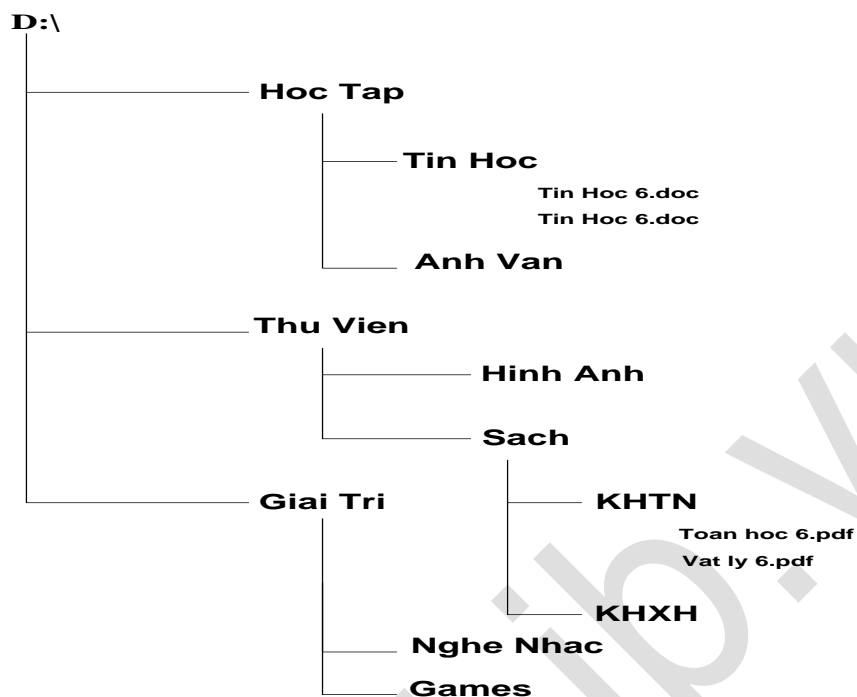 D:\
Hoc Tap
Tin Hoc
Tin Hoc 6.doc
Tin Hoc 6.doc
Anh Van
Thu Vien
Hinh Anh
Sach
Giai Tri
KHTN
Toan hoc 6.pdf
Vat ly 6.pdf
KHXH
Nghe Nhac
Games